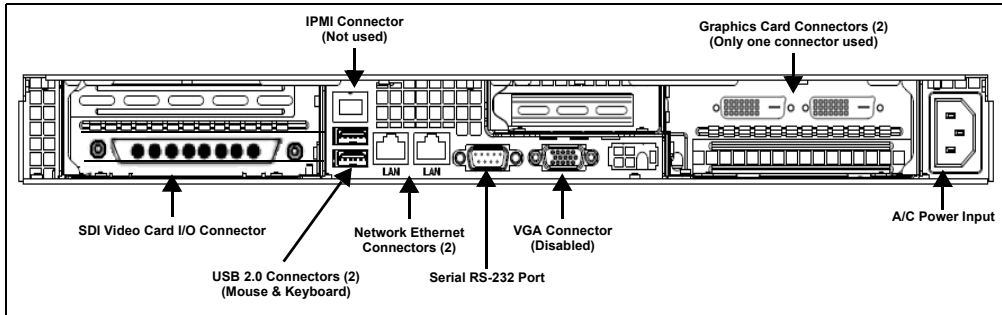 IPMI Connector
(Not used)
Graphics Card Connectors (2)
(Only one connector used)
LAN LAN
SDI Video Card I/O Connector
Network Ethernet
Connectors (2)
VGA Connector
(Disabled)
A/C Power Input
USB 2.0 Connectors (2)
(Mouse & Keyboard)
Serial RS-232 Port